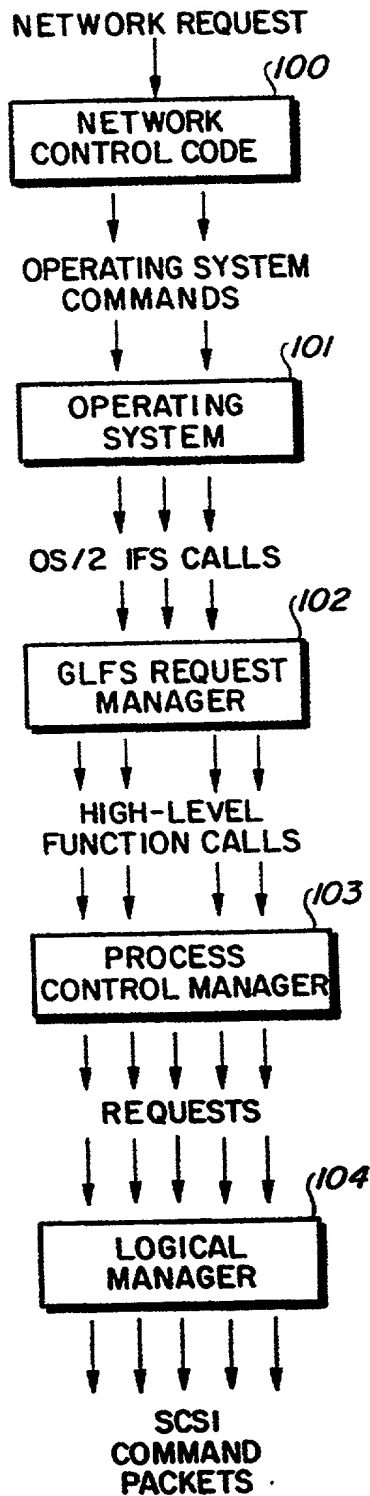 NETWORK REQUEST
100
NETWORK
CONTROL CODE
OPERATING SYSTEM
COMMANDS
101
OPERATING
SYSTEM
OS/2 IFS CALLS
102
GLFS REQUEST
MANAGER
HIGH-LEVEL
FUNCTION CALLS
103
PROCESS
CONTROL MANAGER
REQUESTS
104
LOGICAL
MANAGER
SCSI
COMMAND
PACKETS